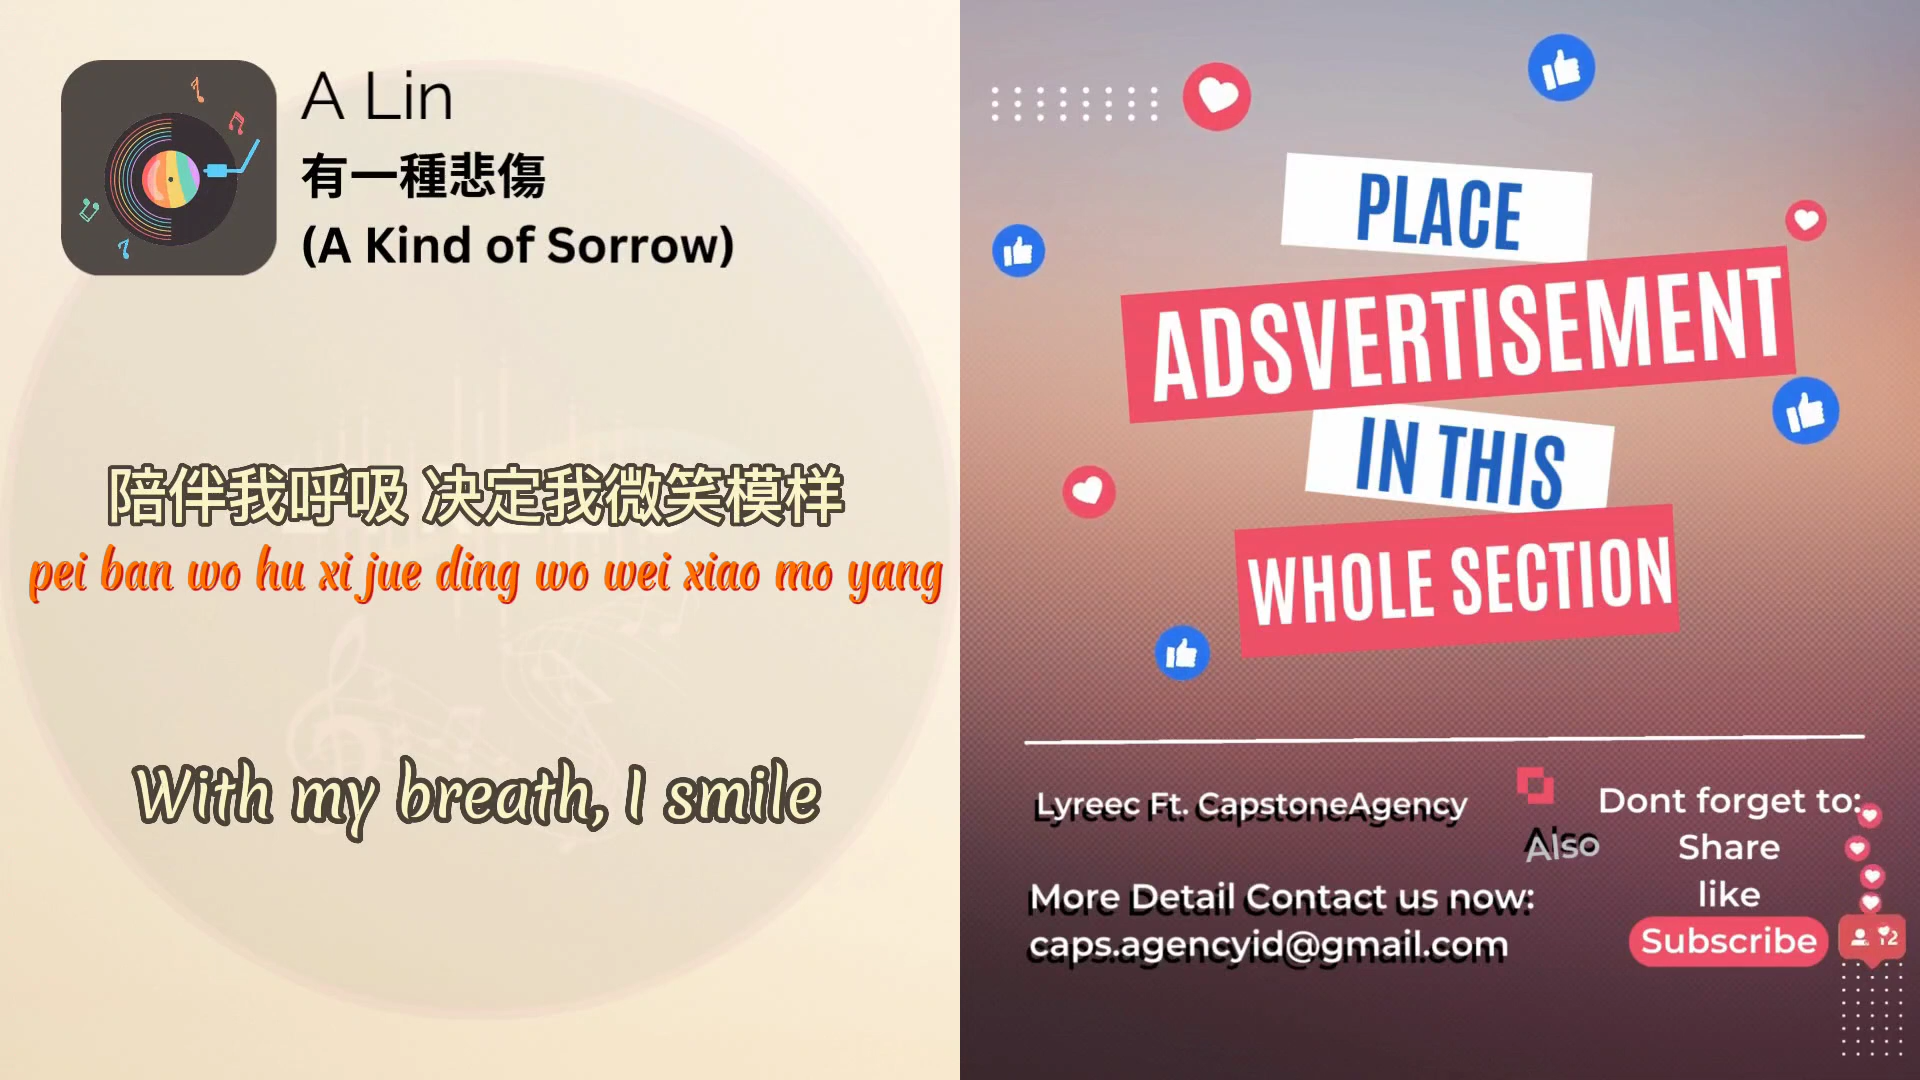 A Lin
有一種悲傷
(A Kind of Sorrow)
陪伴我呼吸 决定我微笑模样
pei ban wo hu xi jue ding wo wei xiao mo yang
With my breath, I smile
PLACE
ADSVERTISEMENT
IN THIS
WHOLE SECTION
Lyreec Ft. CapstoneAgency
Also
More Detail Contact us now:
caps.agencyid@gmail.com
Dont forget to:
Share
like
Subscribe